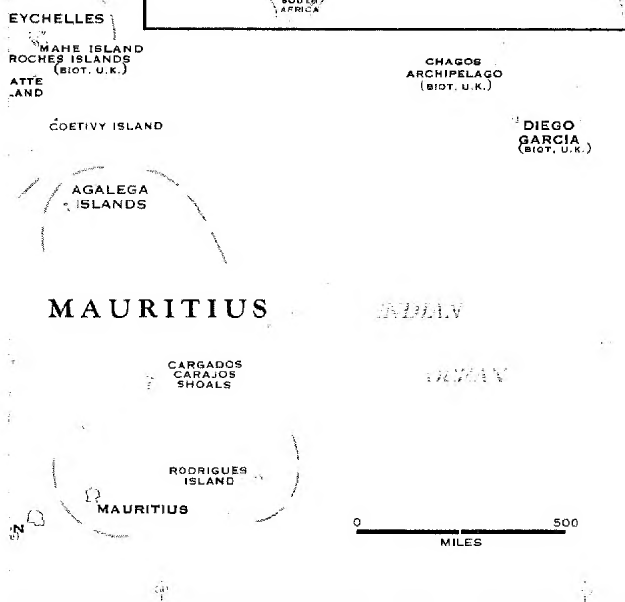 SOUTH
AFRICA
EYCHELLES
MAHE ISLAND
ROCHES ISLANDS
(BIOT. U.K.)
ATTE
AND
CHAGOS
ARCHIPELAGO
(BIOT. U.K.)
COETIVY ISLAND
DIEGO
GARCIA
(BIOT. U.K.)
AGALEGA
ISLANDS
MAURITIUS
INDIAN
OCEAN
CARGADOS
CARAJOS
SHOALS
RODRIGUES
ISLAND
MAURITIUS
0 500
MILES